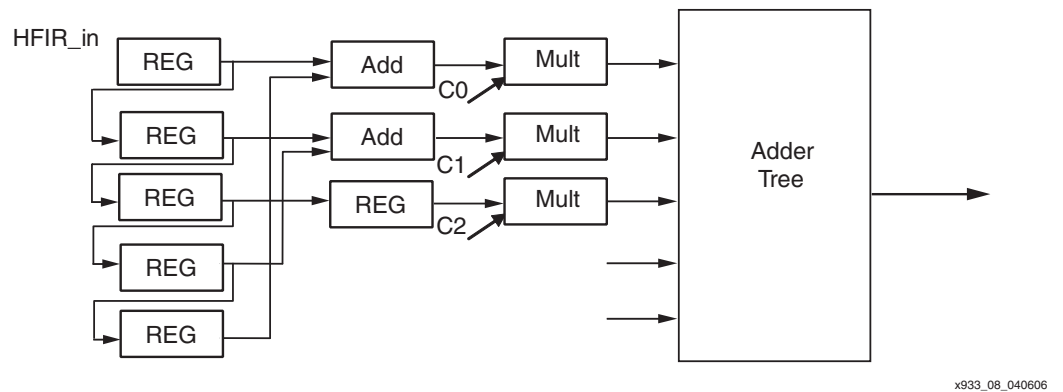 HFIR_in
REG
Add
Mult
C0
REG
Add
Mult
C1
Adder
Tree
REG
REG
Mult
C2
REG
REG
x933_08_040606